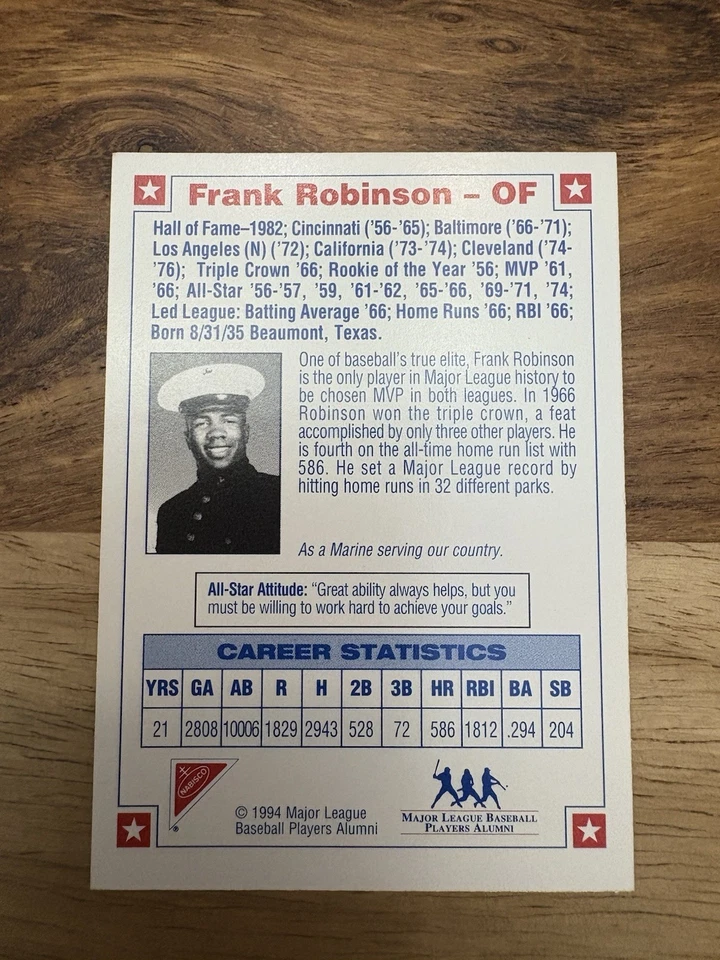 Frank Robinson – OF
Hall of Fame–1982; Cincinnati ('56-'65); Baltimore ('66-'71);
Los Angeles (N) ('72); California ('73-'74); Cleveland ('74-
'76); Triple Crown '66; Rookie of the Year '56; MVP '61,
'66; All-Star '56-'57, '59, '61-'62, '65-'66, '69-'71, '74;
Led League: Batting Average '66; Home Runs '66; RBI '66;
Born 8/31/35 Beaumont, Texas.
One of baseball's true elite, Frank Robinson
is the only player in Major League history to
be chosen MVP in both leagues. In 1966
Robinson won the triple crown, a feat
accomplished by only three other players. He
is fourth on the all-time home run list with
586. He set a Major League record by
hitting home runs in 32 different parks.
As a Marine serving our country.
All-Star Attitude: "Great ability always helps, but you
must be willing to work hard to achieve your goals."
CAREER STATISTICS
YRS GA AB R H 2B 3B HR RBI BA SB
21 2808 10006 1829 2943 528 72 586 1812 .294 204
NABISCO
®
© 1994 Major League
Baseball Players Alumni
MAJOR LEAGUE BASEBALL
PLAYERS ALUMNI